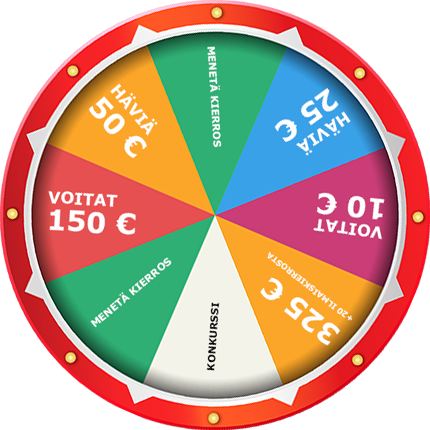 MENETÄ KIERROS
HÄVIÄ
25 €
VOITAT
10 €
325 €
+20 ILMAISKIERROSTA
KONKURSSI
MENETÄ KIERROS
VOITAT
150 €
HÄVIÄ
50 €